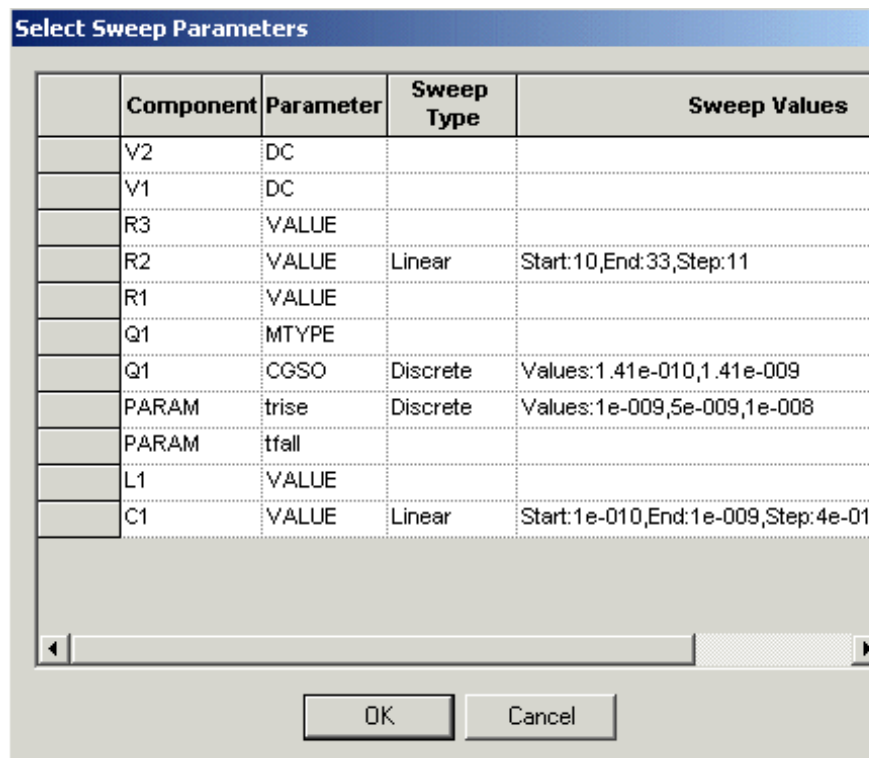 Select Sweep Parameters
Component Parameter Sweep Type Sweep Values
V2 DC
V1 DC
R3 VALUE
R2 VALUE Linear Start:10,End:33,Step:11
R1 VALUE
Q1 MTYPE
Q1 CGSO Discrete Values:1.41e-010,1.41e-009
PARAM trise Discrete Values:1e-009,5e-009,1e-008
PARAM tfall
L1 VALUE
C1 VALUE Linear Start:1e-010,End:1e-009,Step:4e-01
OK Cancel